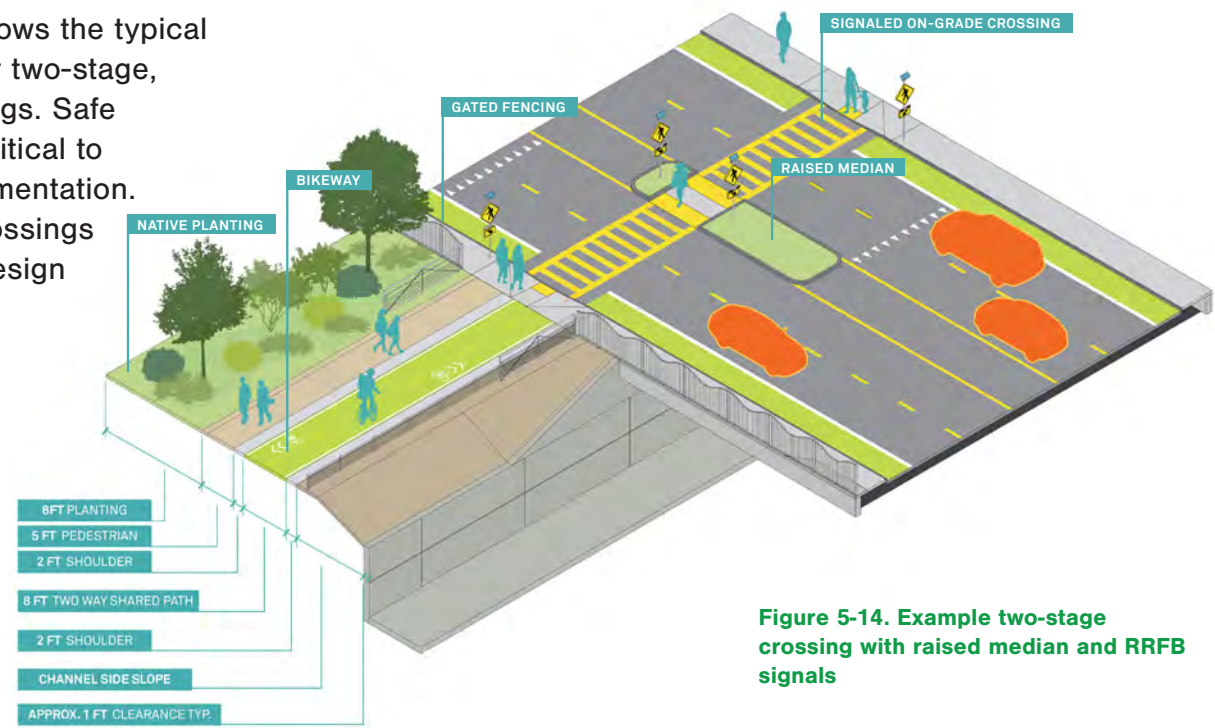 ows the typical
two-stage,
gs. Safe
itical to
mentation.
ossings
esign
SIGNALED ON-GRADE CROSSING
GATED FENCING
RAISED MEDIAN
BIKEWAY
NATIVE PLANTING
8FT PLANTING
5 FT PEDESTRIAN
2 FT SHOULDER
8 FT TWO WAY SHARED PATH
2 FT SHOULDER
CHANNEL SIDE SLOPE
APPROX. 1 FT CLEARANCE TYP.
Figure 5-14. Example two-stage
crossing with raised median and RRFB
signals